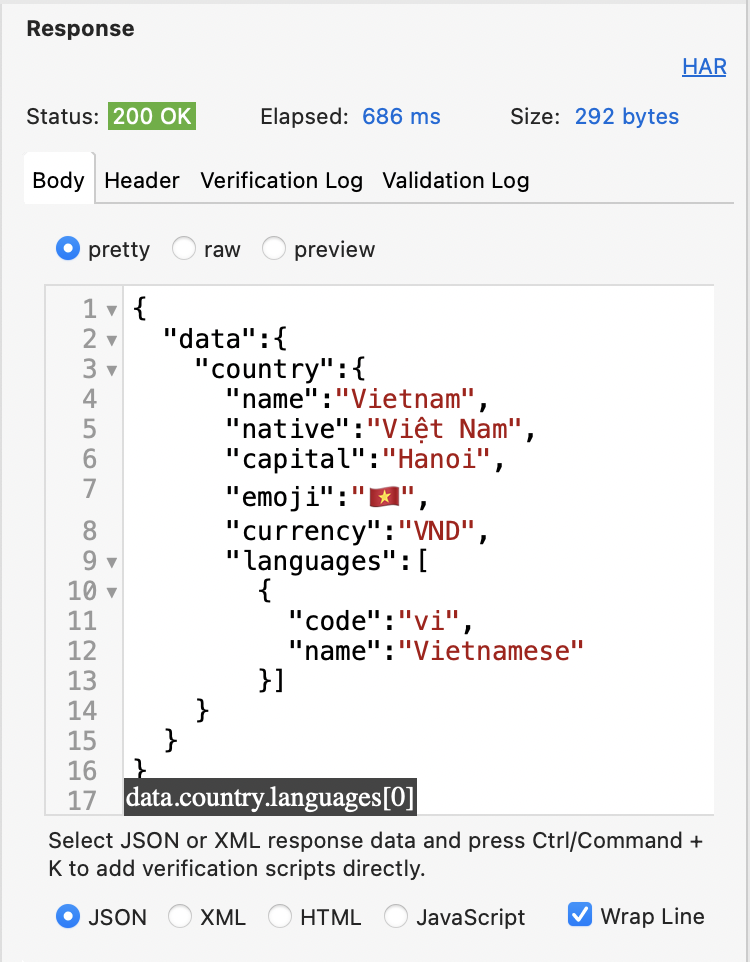 Response
HAR
Status: 200 OK Elapsed: 686 ms Size: 292 bytes
Body Header Verification Log Validation Log
pretty raw preview
1 {
2 "data":{
3 "country":{
4 "name":"Vietnam",
5 "native":"Việt Nam",
6 "capital":"Hanoi",
7 "emoji":"🇻🇳",
8 "currency":"VND",
9 "languages":[
10 {
11 "code":"vi",
12 "name":"Vietnamese"
13 }]
14 }
15 }
16 }
17
data.country.languages[0]
Select JSON or XML response data and press Ctrl/Command +
K to add verification scripts directly.
JSON XML HTML JavaScript Wrap Line